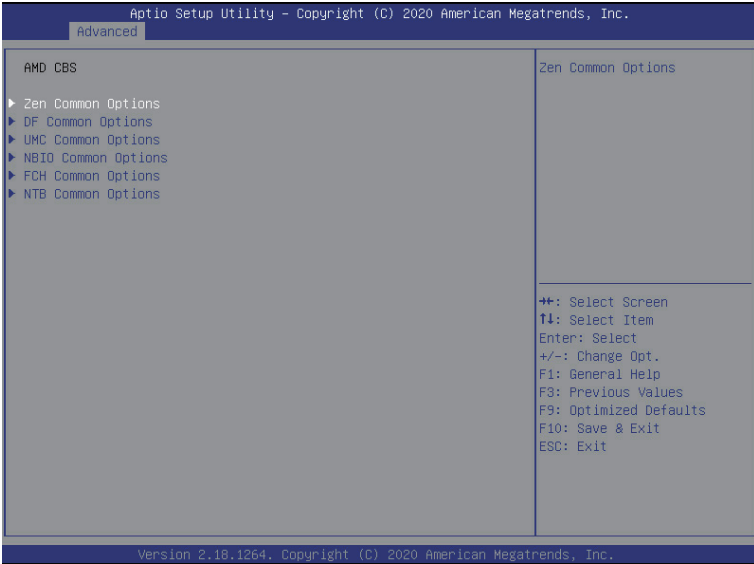 Aptio Setup Utility – Copyright (C) 2020 American Megatrends, Inc.
Advanced
AMD CBS
Zen Common Options
DF Common Options
UMC Common Options
NBIO Common Options
FCH Common Options
NTB Common Options
Zen Common Options
→←: Select Screen
↑↓: Select Item
Enter: Select
+/-: Change Opt.
F1: General Help
F3: Previous Values
F9: Optimized Defaults
F10: Save & Exit
ESC: Exit
Version 2.18.1264. Copyright (C) 2020 American Megatrends, Inc.